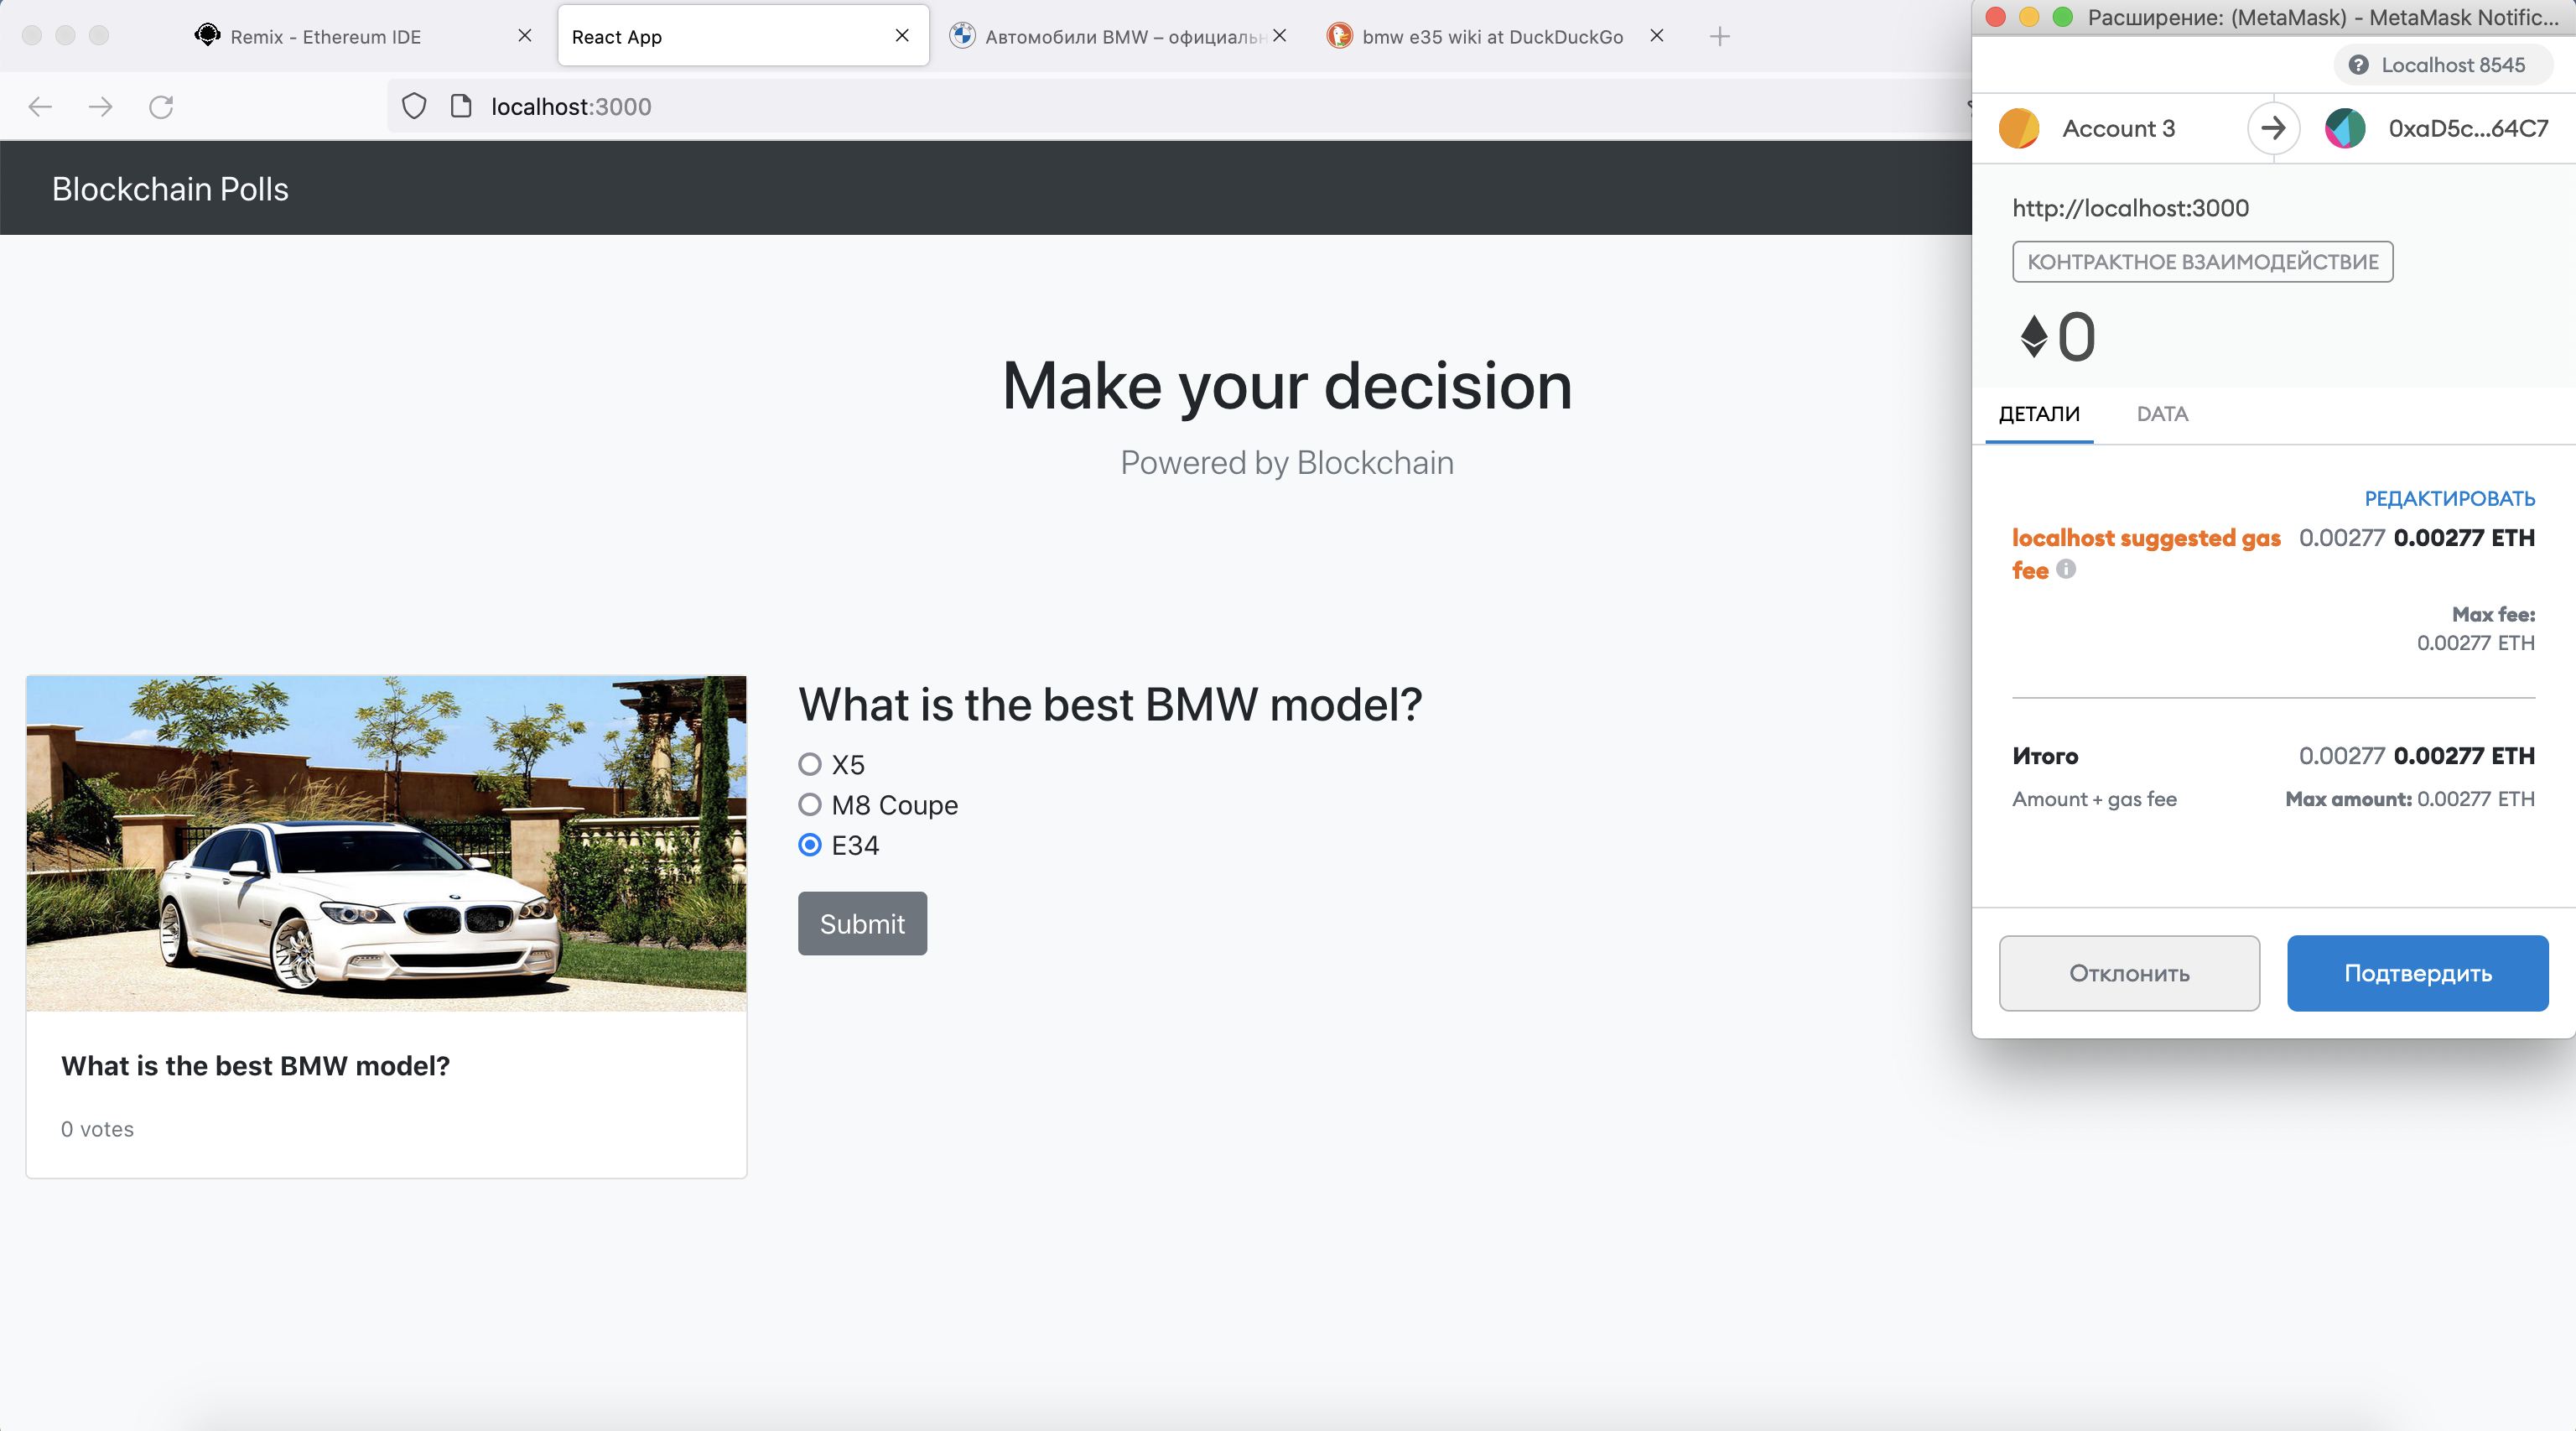 Remix - Ethereum IDE
React App
Автомобили BMW – официальн
bmw e35 wiki at DuckDuckGo
localhost:3000
Blockchain Polls
Make your decision
Powered by Blockchain
What is the best BMW model?
0 votes
What is the best BMW model?
X5
M8 Coupe
E34
Submit
Расширение: (MetaMask) - MetaMask Notific...
Localhost 8545
Account 3
0xaD5c...64C7
http://localhost:3000
КОНТРАКТНОЕ ВЗАИМОДЕЙСТВИЕ
0
ДЕТАЛИ DATA
РЕДАКТИРОВАТЬ
localhost suggested gas 0.00277 0.00277 ETH
fee
Max fee:
0.00277 ETH
Итого 0.00277 0.00277 ETH
Amount + gas fee Max amount: 0.00277 ETH
Отклонить Подтвердить